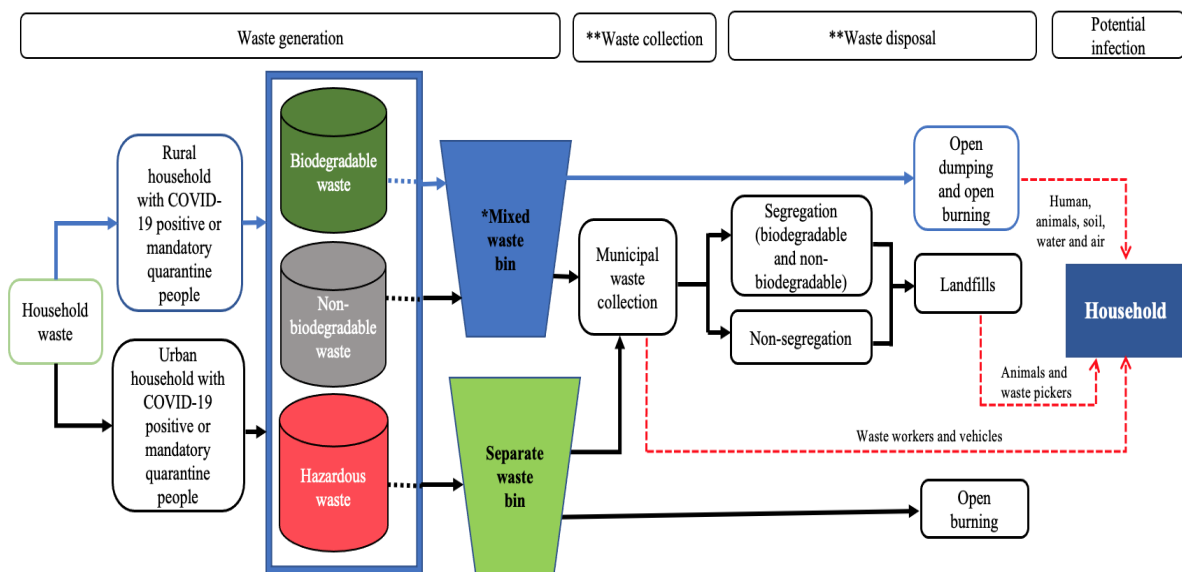 Waste generation
**Waste collection
**Waste disposal
Potential
infection
Household
waste
Rural
household
with COVID-
19 positive or
mandatory
quarantine
people
Urban
household with
COVID-19
positive or
mandatory
quarantine
people
Biodegradable
waste
Non-
biodegradable
waste
Hazardous
waste
*Mixed
waste
bin
Separate
waste
bin
Municipal
waste
collection
Segregation
(biodegradable
and non-
biodegradable)
Non-segregation
Open
dumping
and open
burning
Landfills
Open
burning
Human,
animals, soil,
water and air
Animals and
waste pickers
Waste workers and vehicles
Household